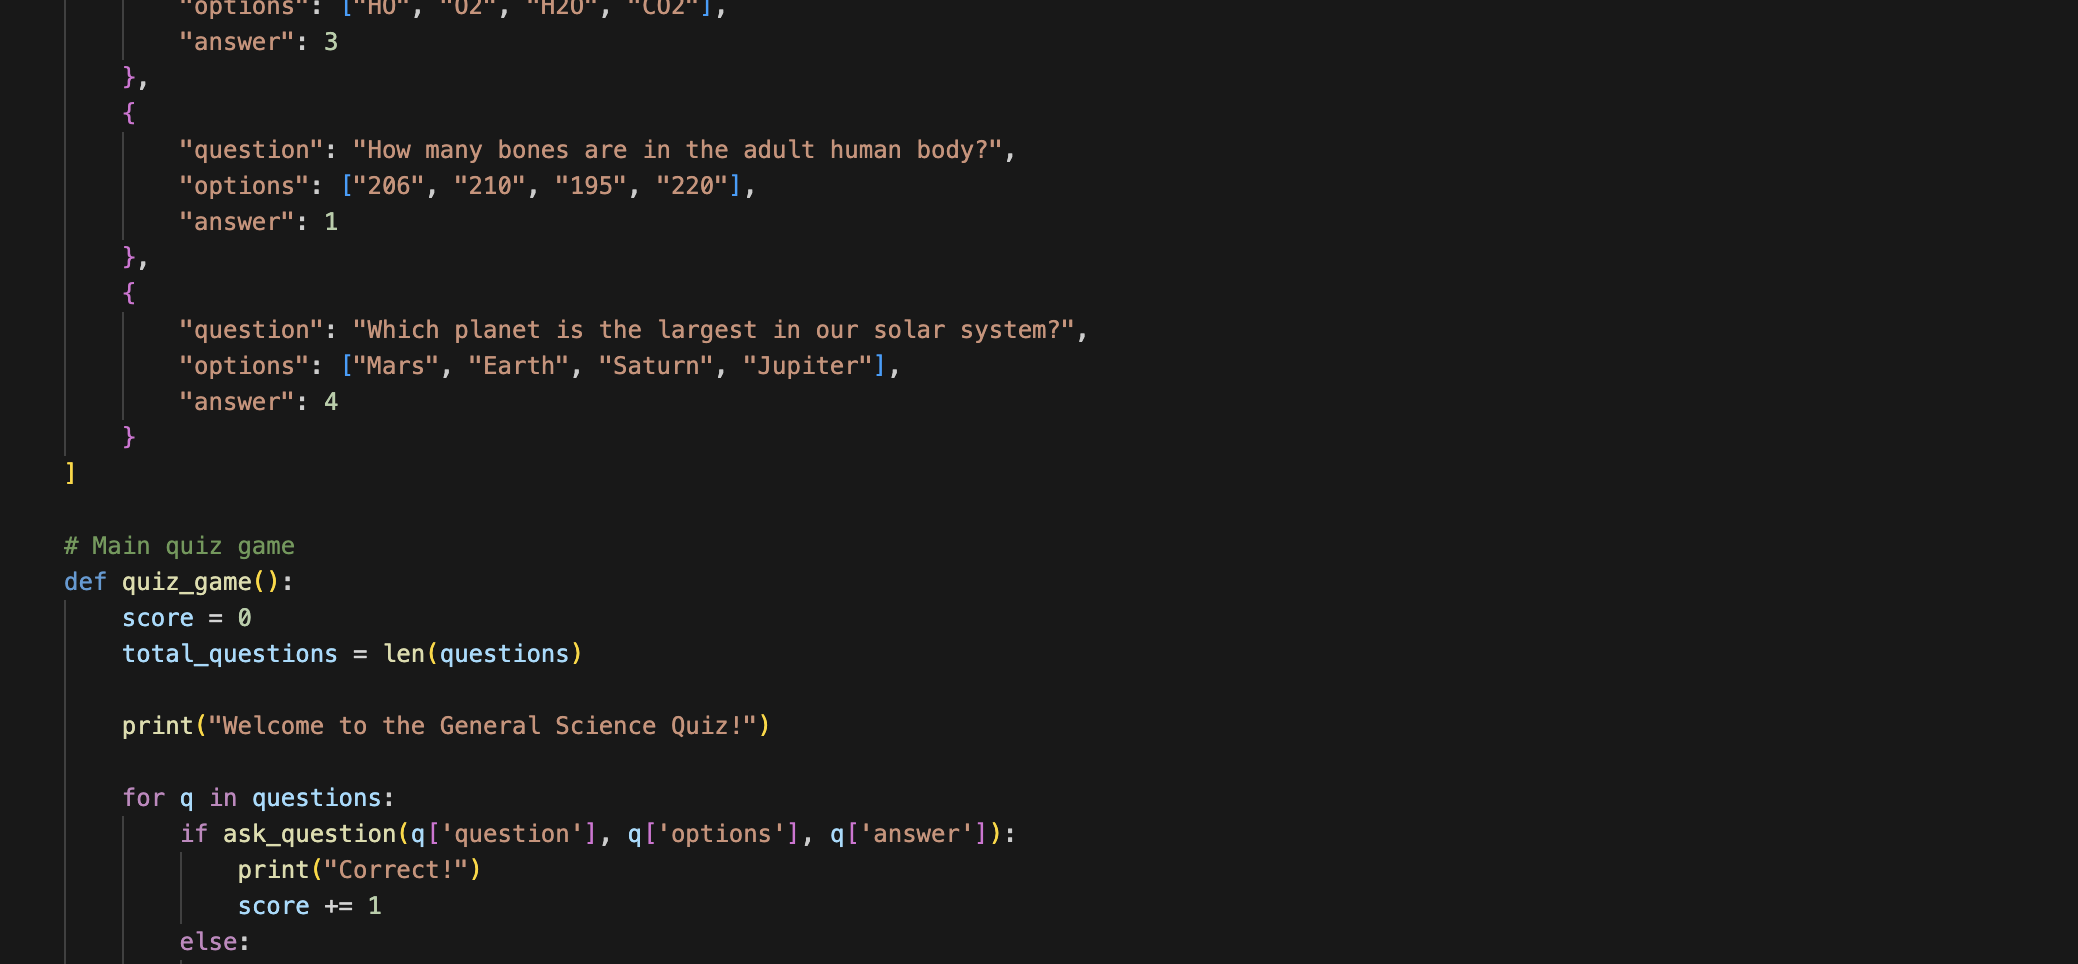 "options": ["HO", "O2", "H2O", "CO2"],
"answer": 3
},
{
"question": "How many bones are in the adult human body?",
"options": ["206", "210", "195", "220"],
"answer": 1
},
{
"question": "Which planet is the largest in our solar system?",
"options": ["Mars", "Earth", "Saturn", "Jupiter"],
"answer": 4
}
]
# Main quiz game
def quiz_game():
score = 0
total_questions = len(questions)
print("Welcome to the General Science Quiz!")
for q in questions:
if ask_question(q['question'], q['options'], q['answer']):
print("Correct!")
score += 1
else: